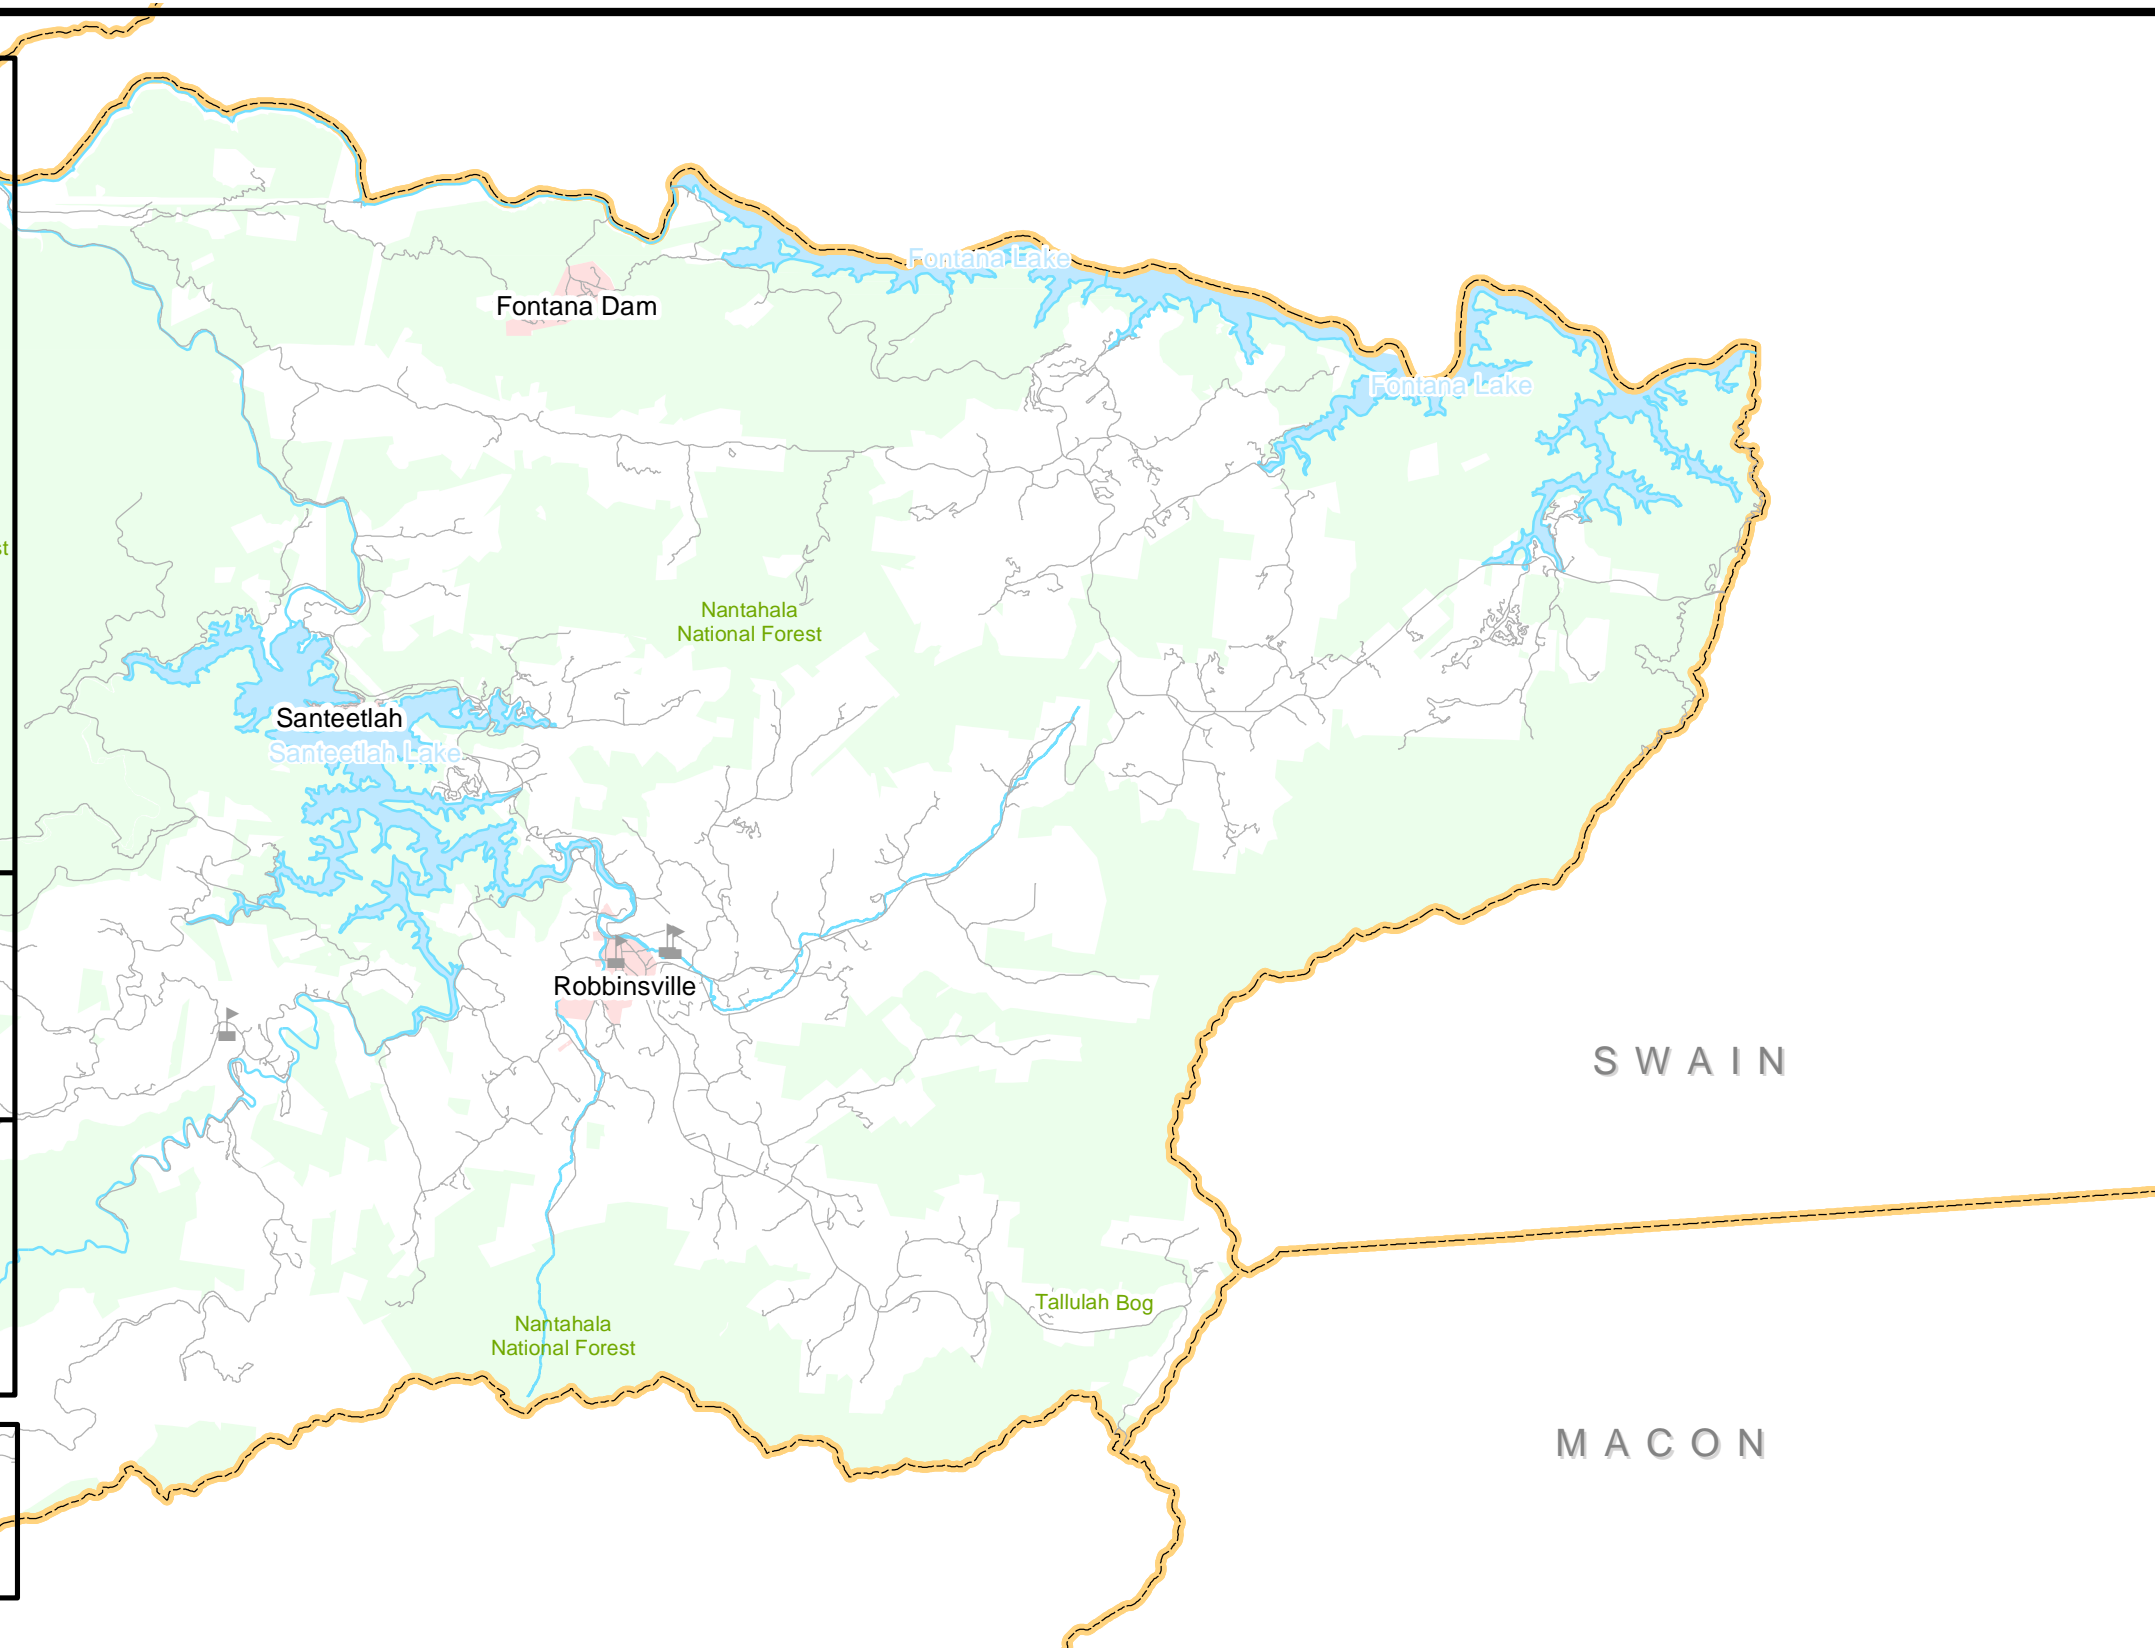 Fontana Lake
Fontana Dam
Fontana Lake
st
Nantahala
National Forest
Santeetlah
Santeetlah Lake
Robbinsville
SWAIN
Tallulah Bog
Nantahala
National Forest
MACON